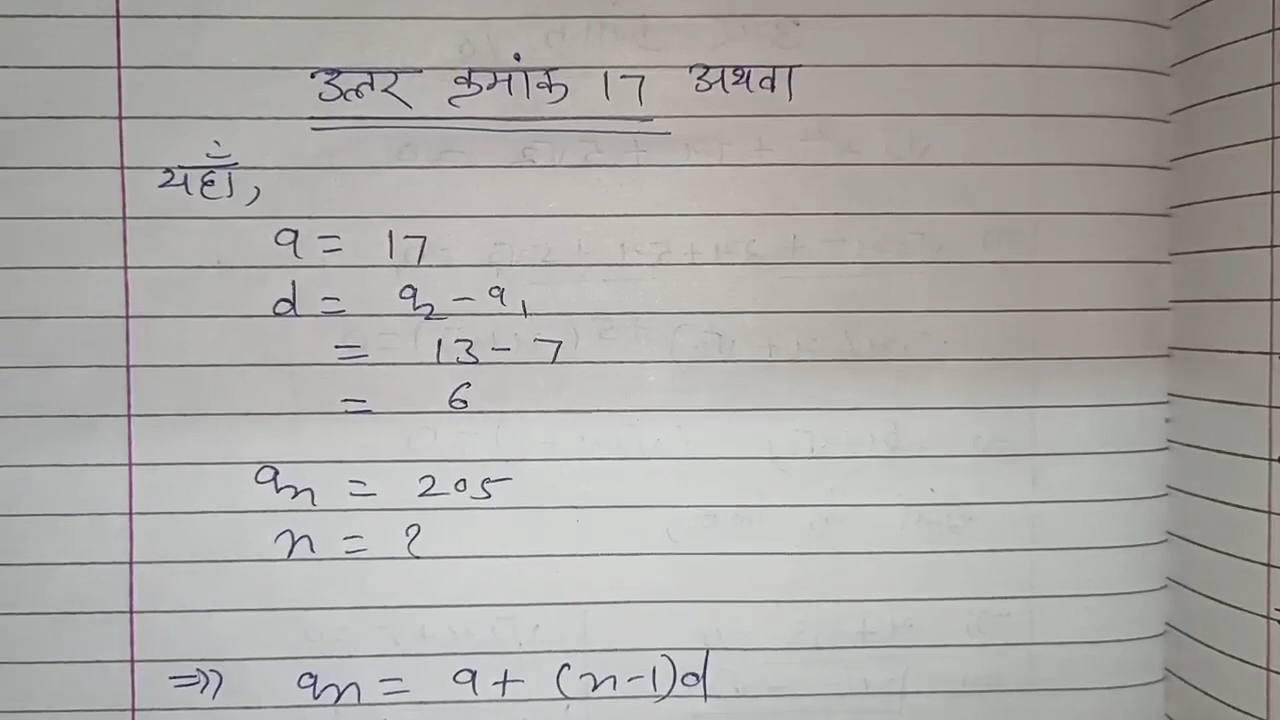 उत्तर क्रमांक 17 अथवा
यहाँ,
a = 17
d = a₂ - a₁
= 13 - 7
= 6
aₙ = 205
n = ?
⇒ aₙ = a + (n-1)d